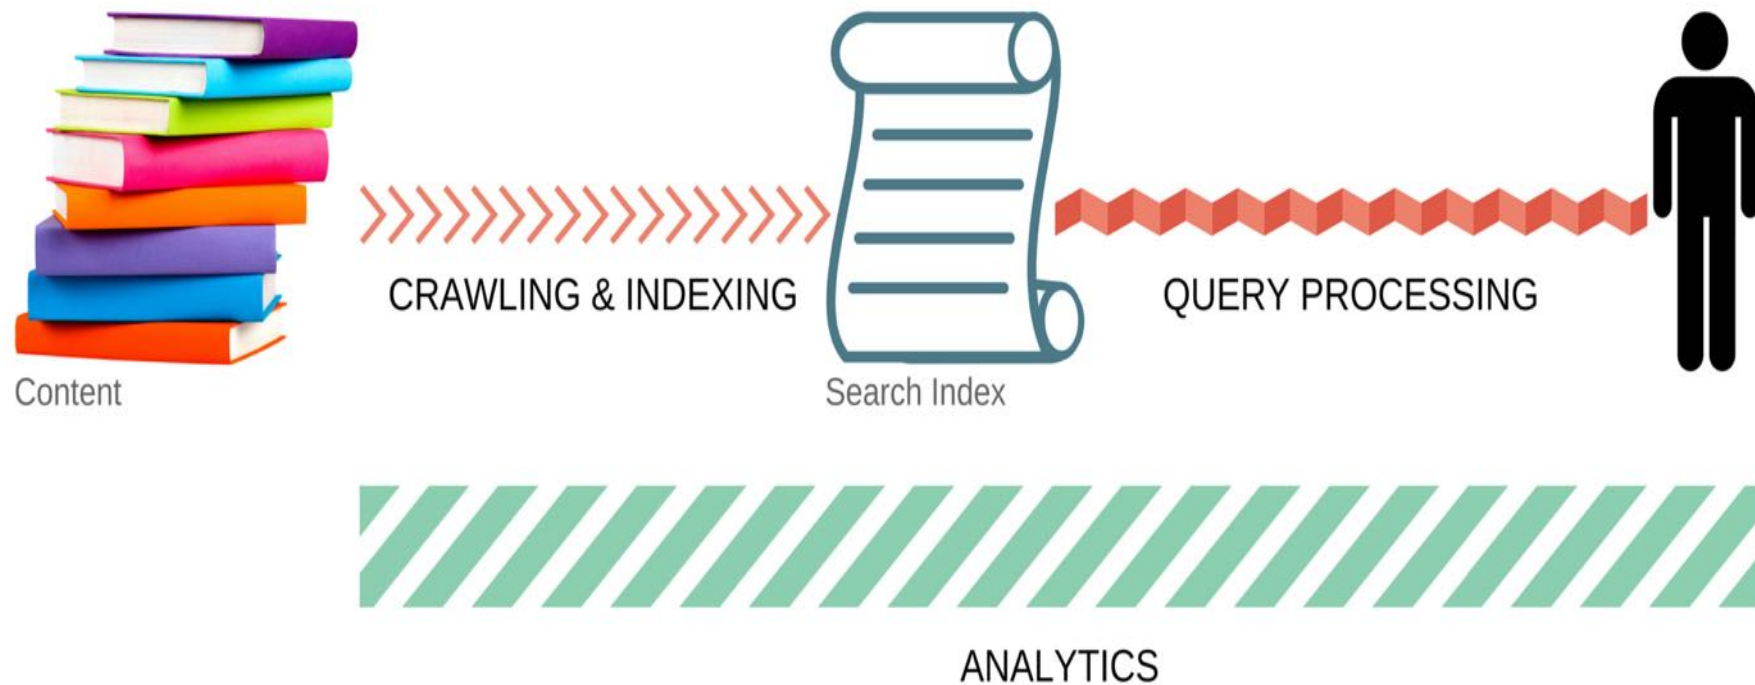 CRAWLING & INDEXING
QUERY PROCESSING
Content
Search Index
ANALYTICS